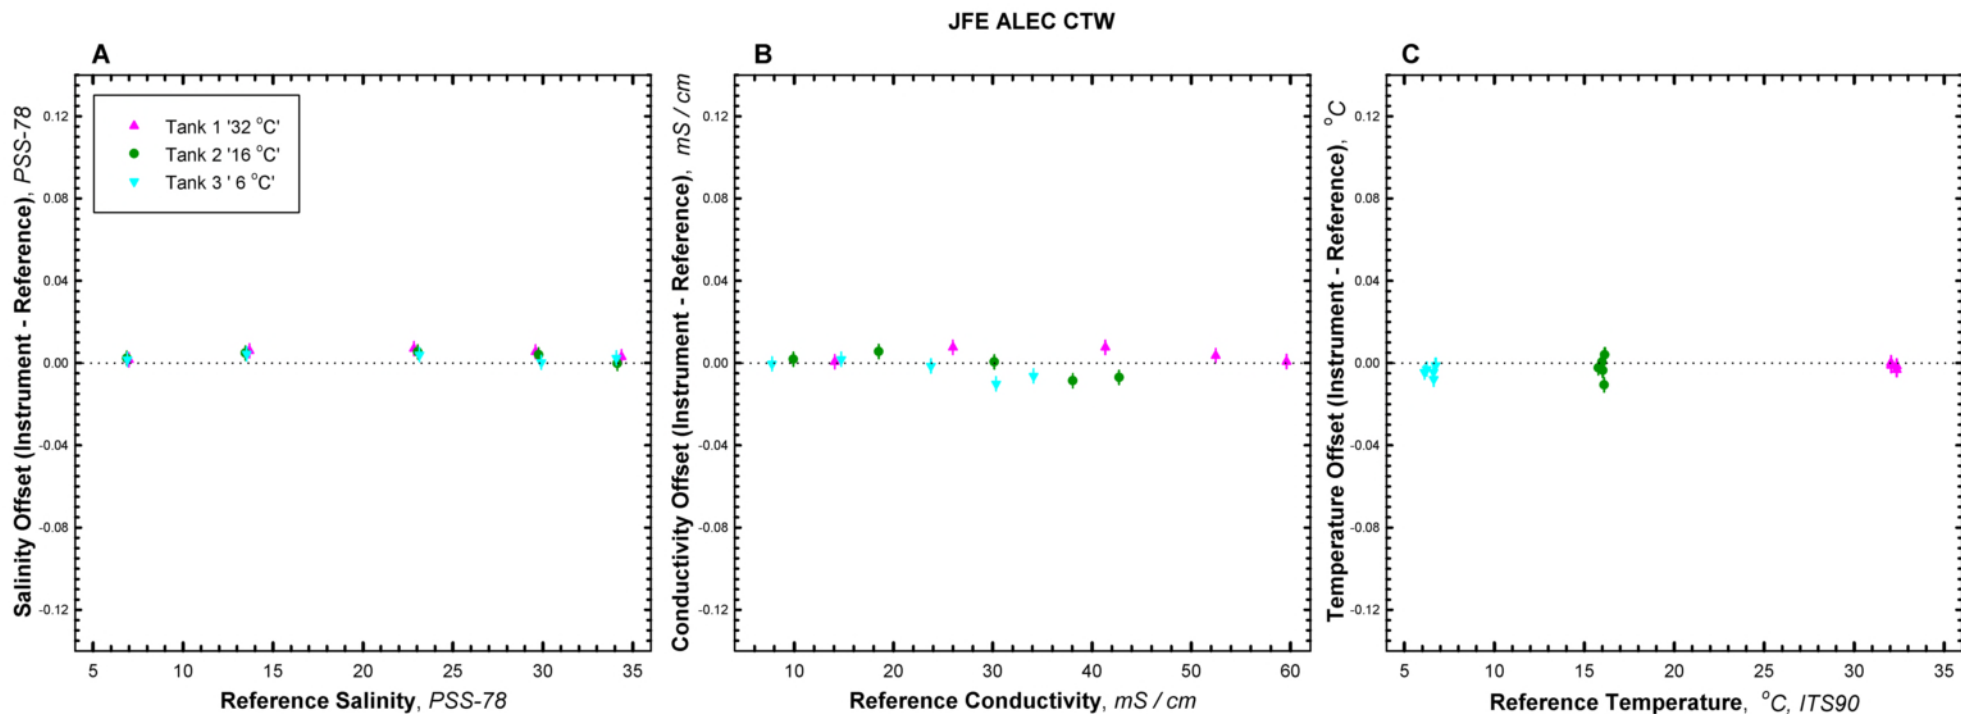 JFE ALEC CTW
A
Salinity Offset (Instrument - Reference), PSS-78
0.12
0.08
0.04
0.00
-0.04
-0.08
-0.12
Tank 1 '32 °C'
Tank 2 '16 °C'
Tank 3 ' 6 °C'
5 10 15 20 25 30 35
Reference Salinity, PSS-78
B
Conductivity Offset (Instrument - Reference), mS / cm
0.12
0.08
0.04
0.00
-0.04
-0.08
-0.12
10 20 30 40 50 60
Reference Conductivity, mS / cm
C
Temperature Offset (Instrument - Reference), °C
0.12
0.08
0.04
0.00
-0.04
-0.08
-0.12
5 10 15 20 25 30 35
Reference Temperature, °C, ITS90